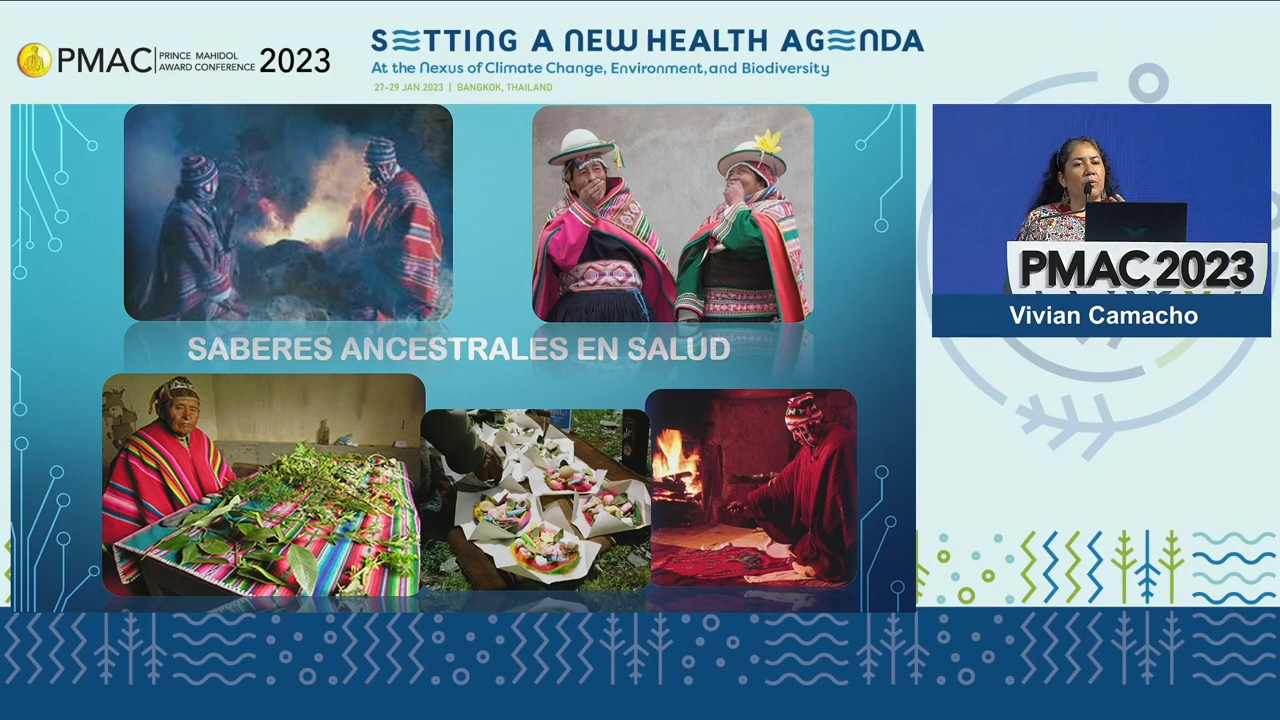 PMAC
PRINCE MAHIDOL
AWARD CONFERENCE
2023
SETTING A NEW HEALTH AGENDA
At the Nexus of Climate Change, Environment, and Biodiversity
27-29 JAN 2023 | BANGKOK, THAILAND
SABERES ANCESTRALES EN SALUD
PMAC 2023
Vivian Camacho